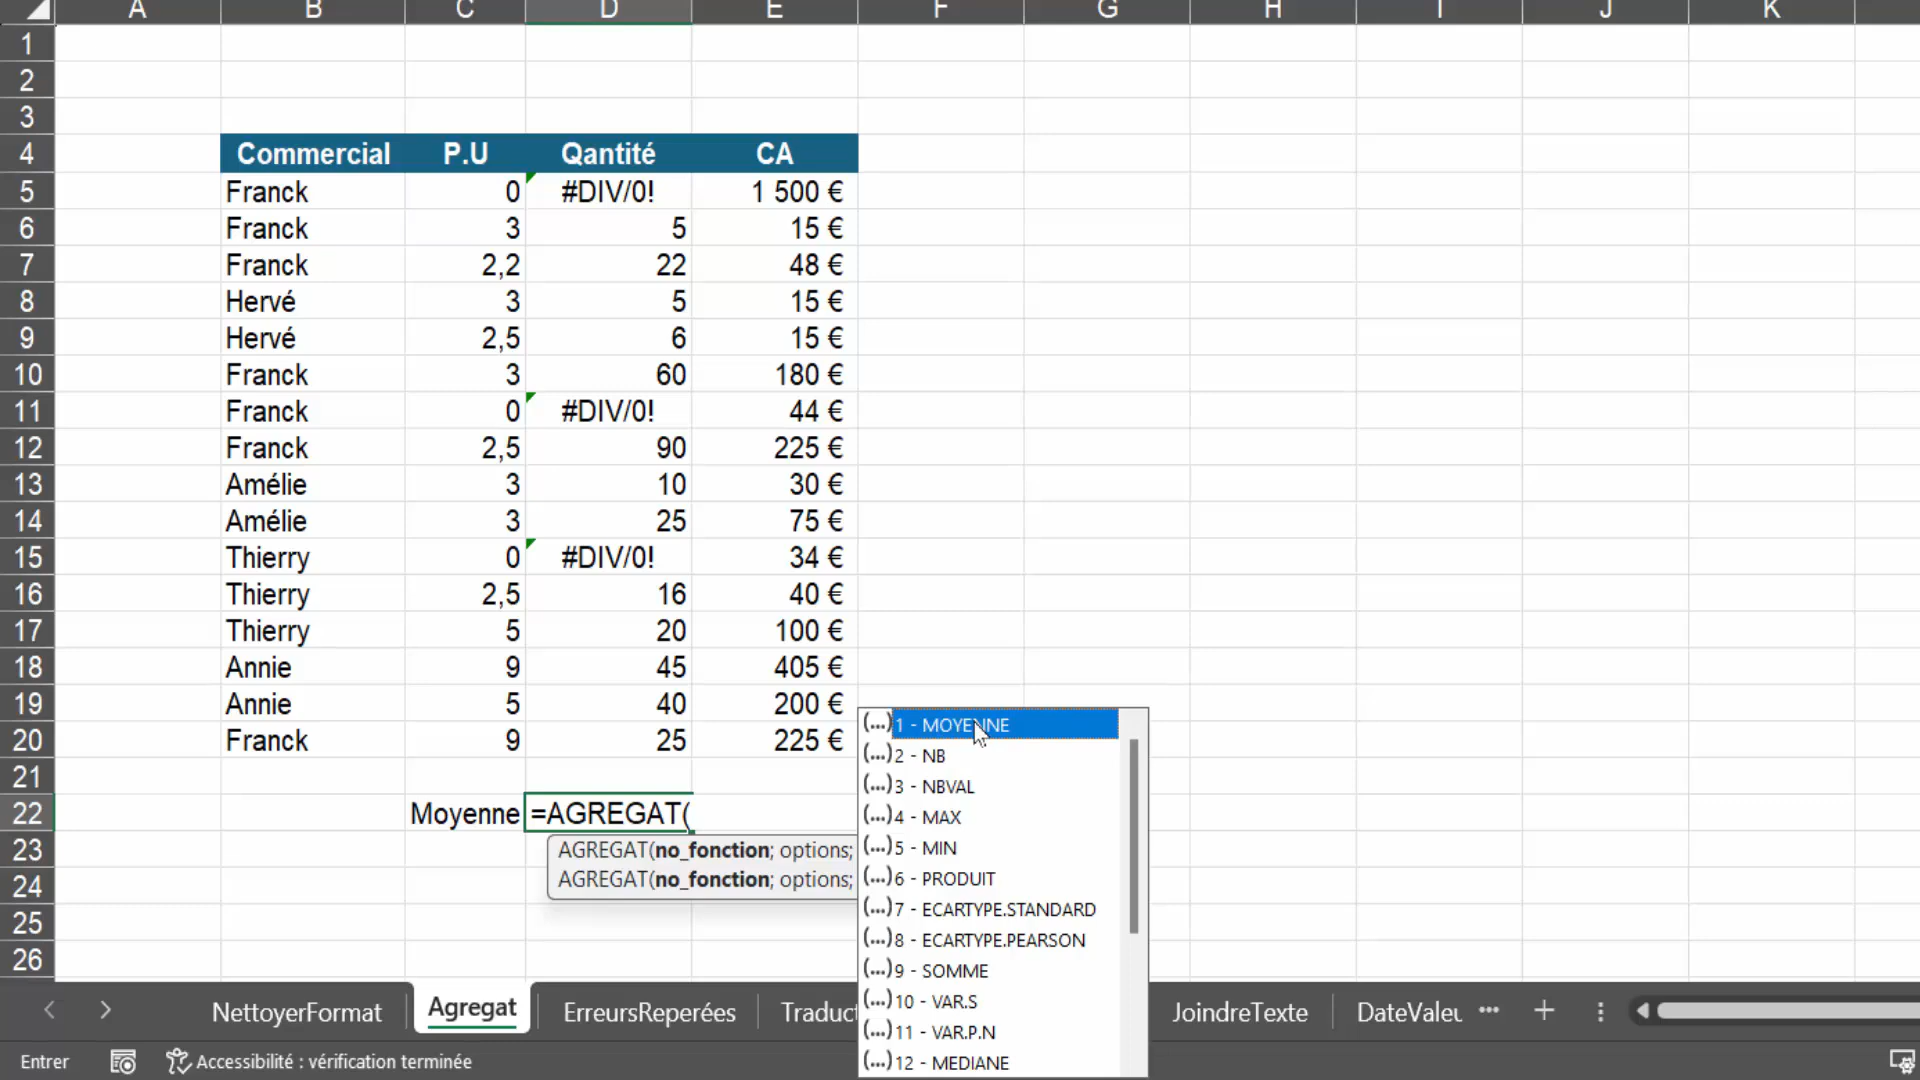 A B C D E F G H I J K
1
2
3
4 Commercial P.U Qantité CA
5 Franck 0 #DIV/0! 1 500 €
6 Franck 3 5 15 €
7 Franck 2,2 22 48 €
8 Hervé 3 5 15 €
9 Hervé 2,5 6 15 €
10 Franck 3 60 180 €
11 Franck 0 #DIV/0! 44 €
12 Franck 2,5 90 225 €
13 Amélie 3 10 30 €
14 Amélie 3 25 75 €
15 Thierry 0 #DIV/0! 34 €
16 Thierry 2,5 16 40 €
17 Thierry 5 20 100 €
18 Annie 9 45 405 €
19 Annie 5 40 200 €
20 Franck 9 25 225 €
21
22 Moyenne =AGREGAT(
23
24
25
26
AGREGAT(no_fonction; options;
AGREGAT(no_fonction; options;
(...) 1 - MOYENNE
(...) 2 - NB
(...) 3 - NBVAL
(...) 4 - MAX
(...) 5 - MIN
(...) 6 - PRODUIT
(...) 7 - ECARTYPE.STANDARD
(...) 8 - ECARTYPE.PEARSON
(...) 9 - SOMME
(...) 10 - VAR.S
(...) 11 - VAR.P.N
(...) 12 - MEDIANE
NettoyerFormat Agregat ErreursReperées Traduct JoindreTexte DateValeu ...
Entrer Accessibilité : vérification terminée